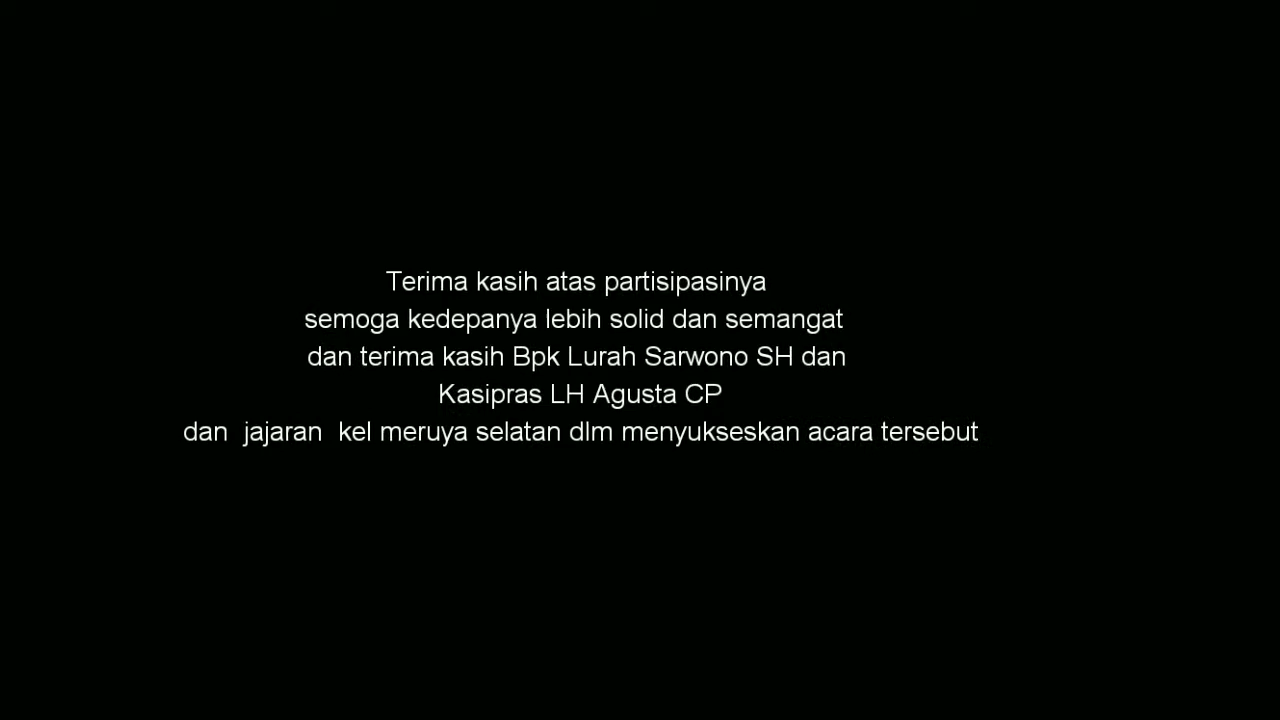 Terima kasih atas partisipasinya
semoga kedepanya lebih solid dan semangat
dan terima kasih Bpk Lurah Sarwono SH dan
Kasipras LH Agusta CP
dan jajaran kel meruya selatan dlm menyukseskan acara tersebut